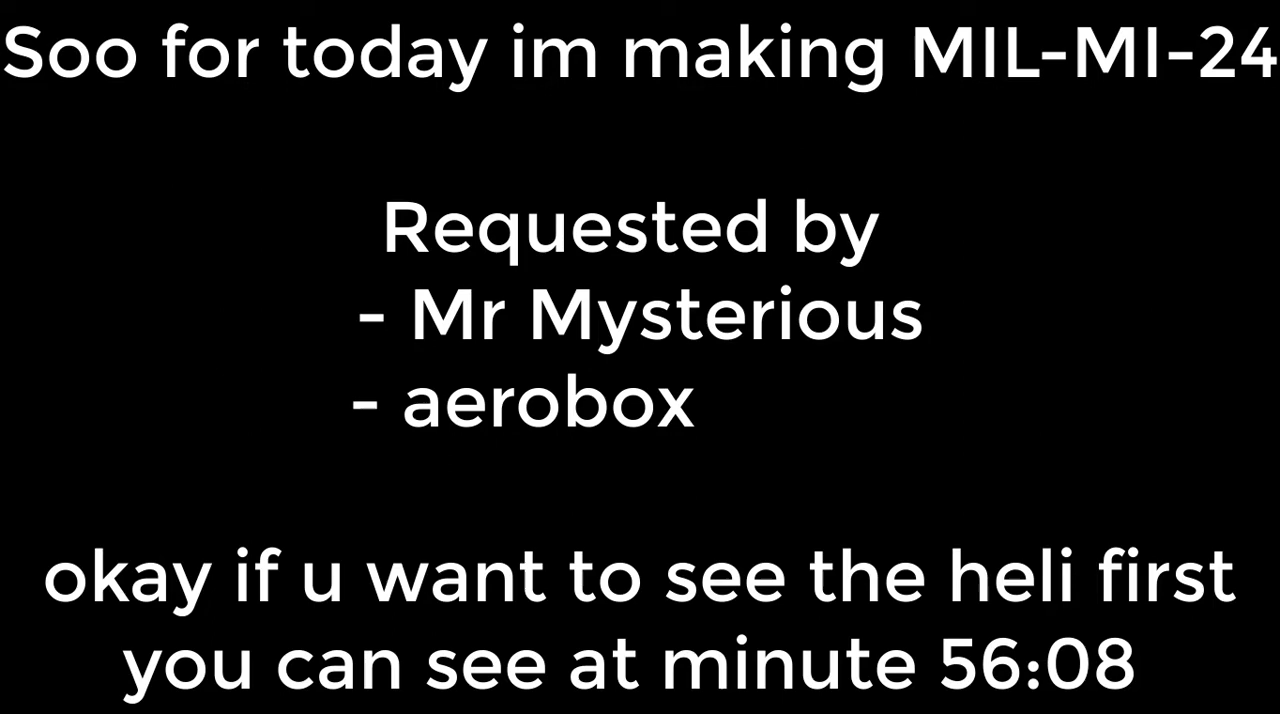 Soo for today im making MIL-MI-24
Requested by
- Mr Mysterious
- aerobox
okay if u want to see the heli first
you can see at minute 56:08